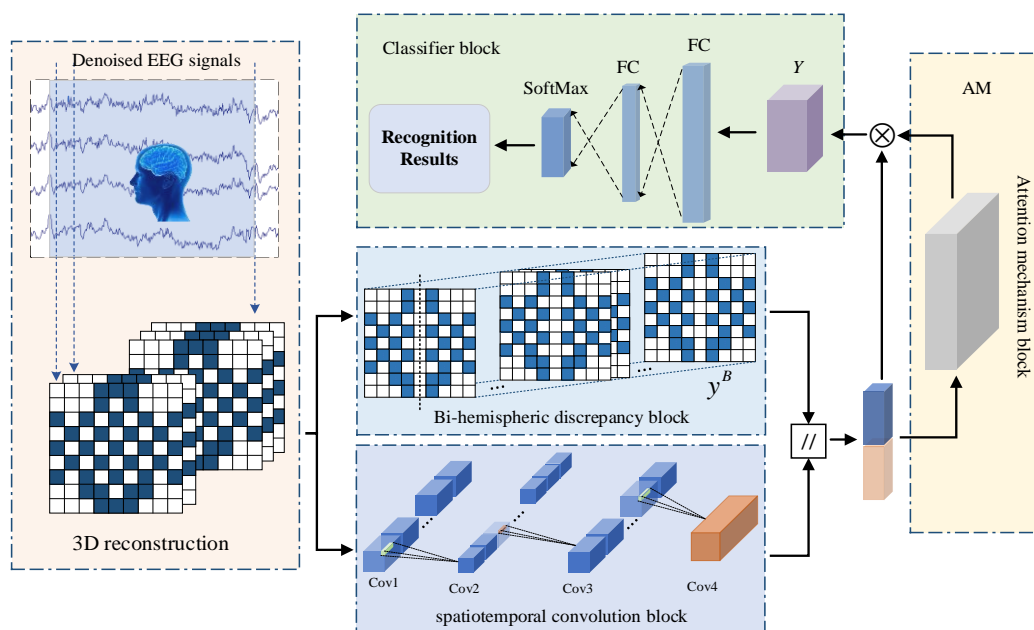 Denoised EEG signals
3D reconstruction
Classifier block
SoftMax
FC
FC
Y
Recognition
Results
AM
Attention mechanism block
...
...
y^B
Bi-hemispheric discrepancy block
//
...
...
...
Cov1
Cov2
Cov3
Cov4
spatiotemporal convolution block